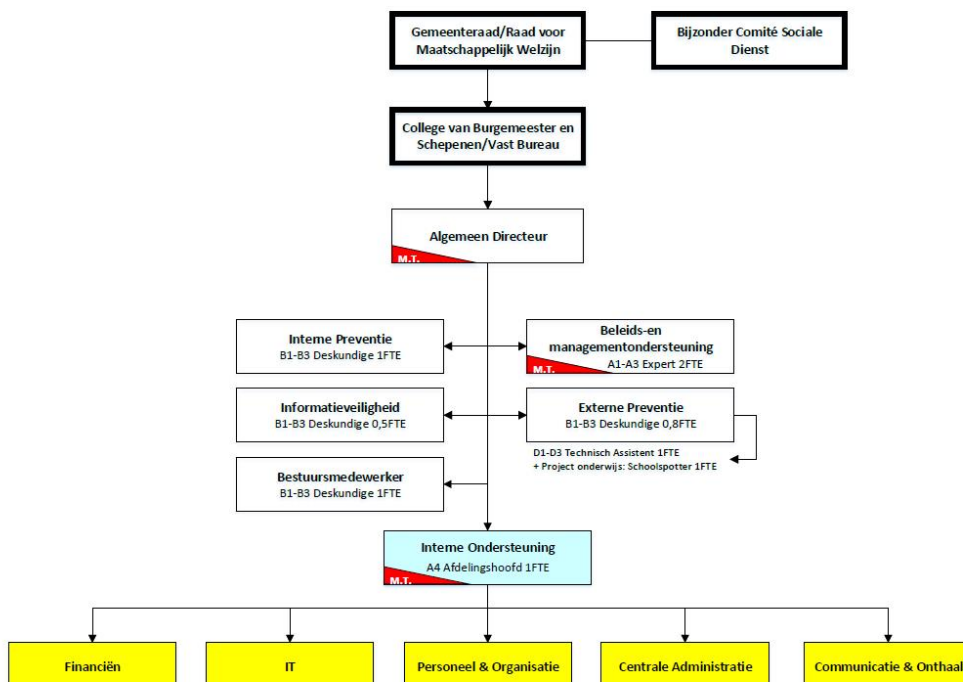 Gemeenteraad/Raad voor
Maatschappelijk Welzijn
Bijzonder Comité Sociale
Dienst
College van Burgemeester en
Schepenen/Vast Bureau
Algemeen Directeur
M.T.
Interne Preventie
B1-B3 Deskundige 1FTE
Beleids-en
managementondersteuning
A1-A3 Expert 2FTE
M.T.
Informatieveiligheid
B1-B3 Deskundige 0,5FTE
Externe Preventie
B1-B3 Deskundige 0,8FTE
D1-D3 Technisch Assistent 1FTE
+ Project onderwijs: Schoolspotter 1FTE
Bestuursmedewerker
B1-B3 Deskundige 1FTE
Interne Ondersteuning
A4 Afdelingshoofd 1FTE
M.T.
Financiën
IT
Personeel & Organisatie
Centrale Administratie
Communicatie & Onthaal